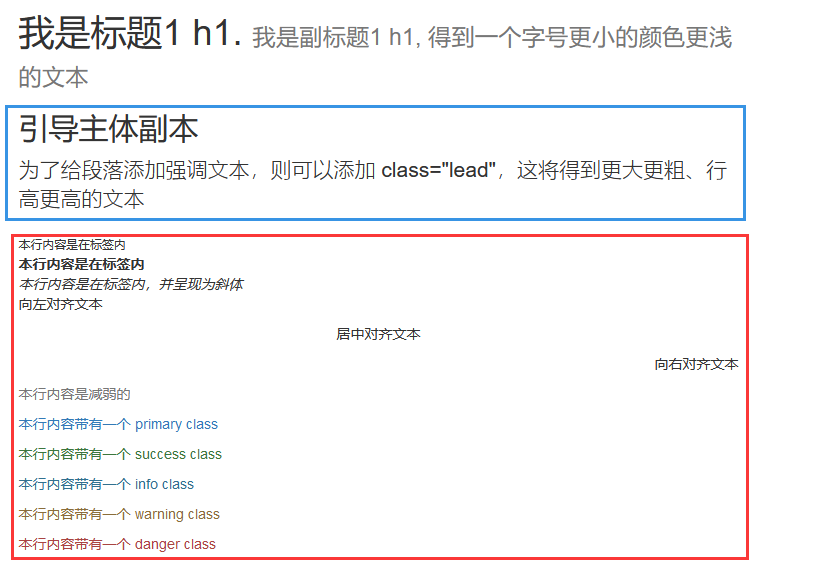 我是标题1 h1. 我是副标题1 h1, 得到一个字号更小的颜色更浅
的文本
引导主体副本
为了给段落添加强调文本，则可以添加 class="lead"，这将得到更大更粗、行
高更高的文本
本行内容是在标签内
本行内容是在标签内
本行内容是在标签内，并呈现为斜体
向左对齐文本
居中对齐文本
向右对齐文本
本行内容是减弱的
本行内容带有一个 primary class
本行内容带有一个 success class
本行内容带有一个 info class
本行内容带有一个 warning class
本行内容带有一个 danger class